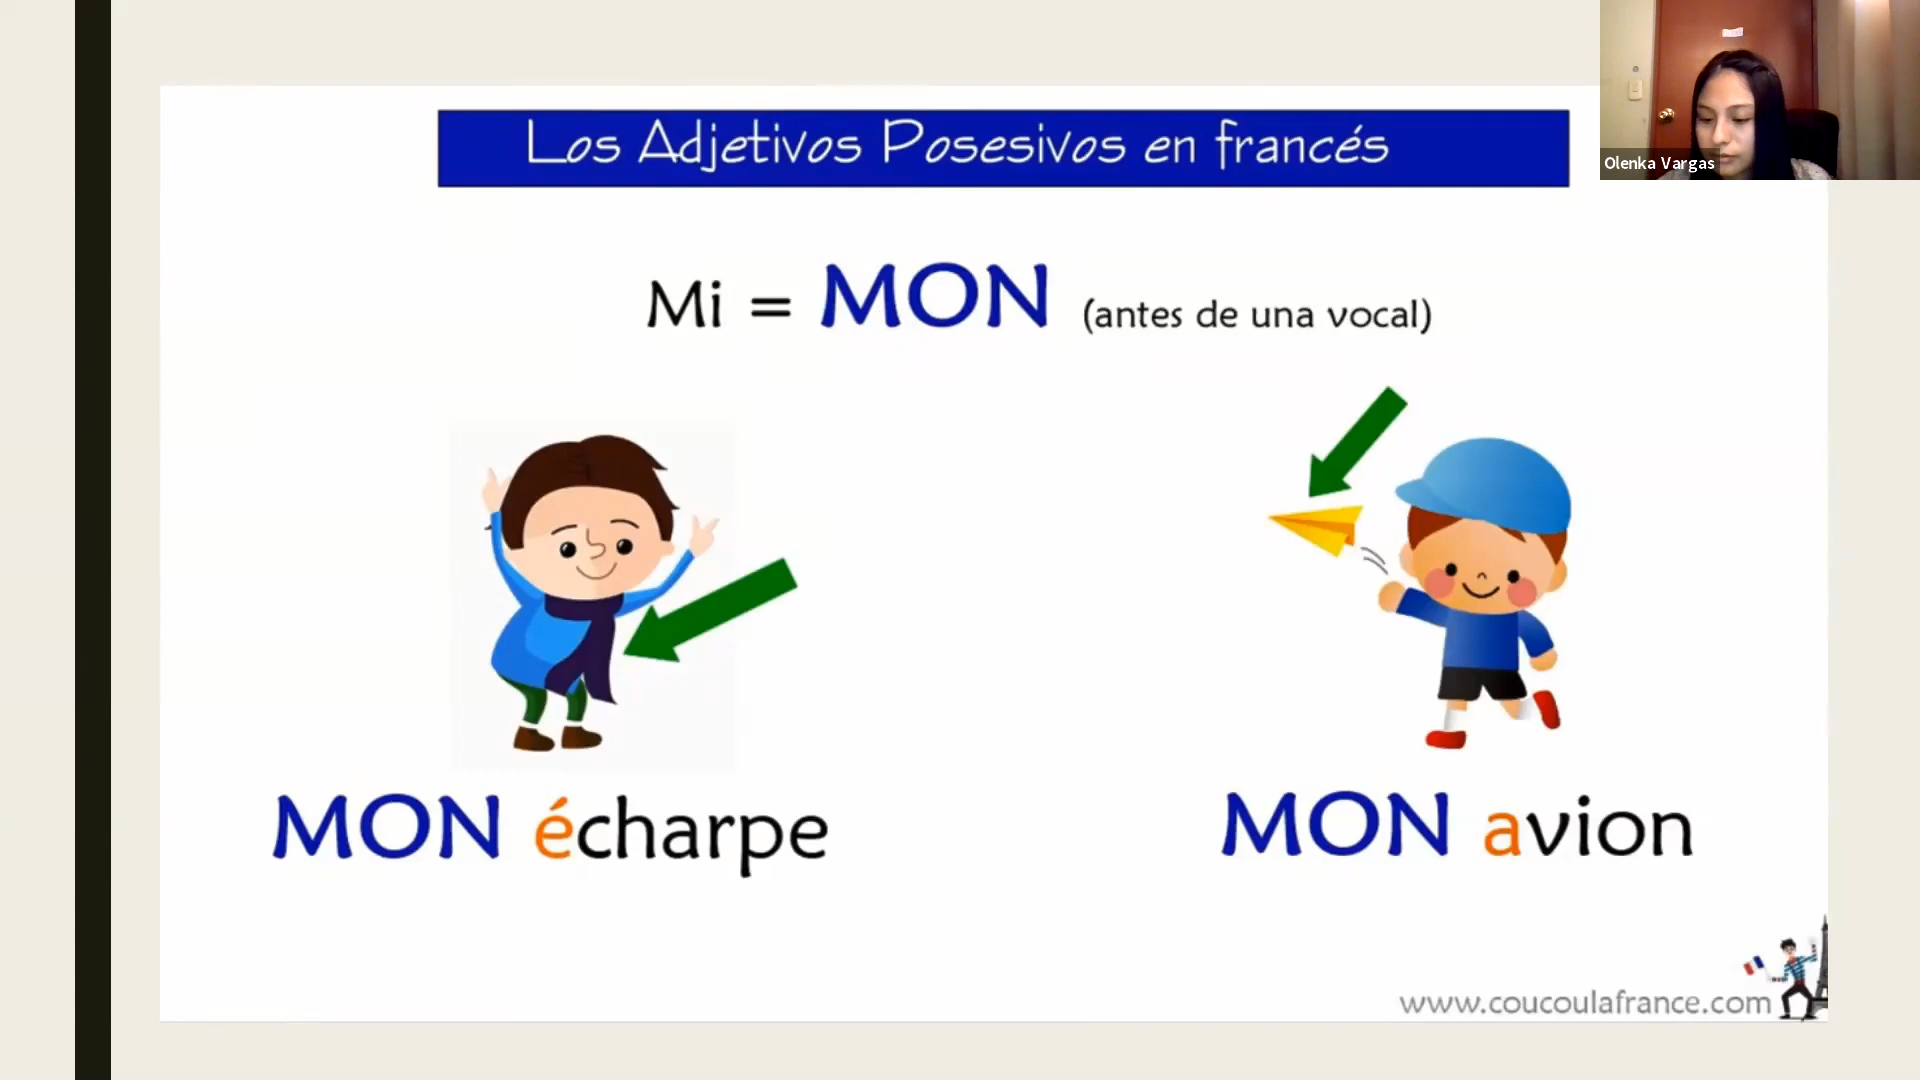 Los Adjetivos Posesivos en francés
Olenka Vargas
Mi = MON (antes de una vocal)
MON écharpe
MON avion
www.coucoulafrance.com